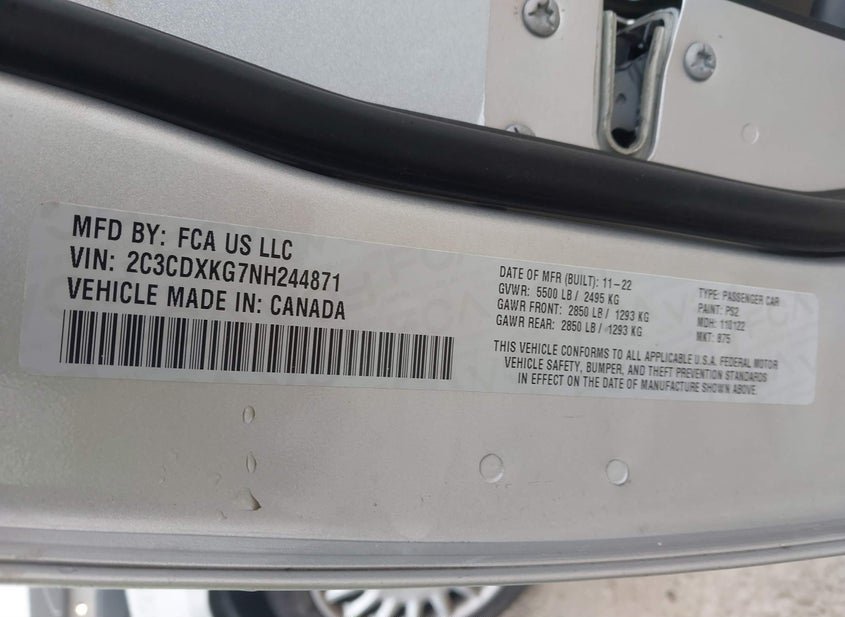 MFD BY: FCA US LLC
VIN: 2C3CDXKG7NH244871
VEHICLE MADE IN: CANADA
DATE OF MFR (BUILT): 11-22
GVWR: 5500 LB / 2495 KG
GAWR FRONT: 2850 LB / 1293 KG
GAWR REAR: 2850 LB / 1293 KG
TYPE: PASSENGER CAR
PAINT: PS2
MDH: 110122
MKT: 875
THIS VEHICLE CONFORMS TO ALL APPLICABLE U.S.A. FEDERAL MOTOR
VEHICLE SAFETY, BUMPER, AND THEFT PREVENTION STANDARDS
IN EFFECT ON THE DATE OF MANUFACTURE SHOWN ABOVE.